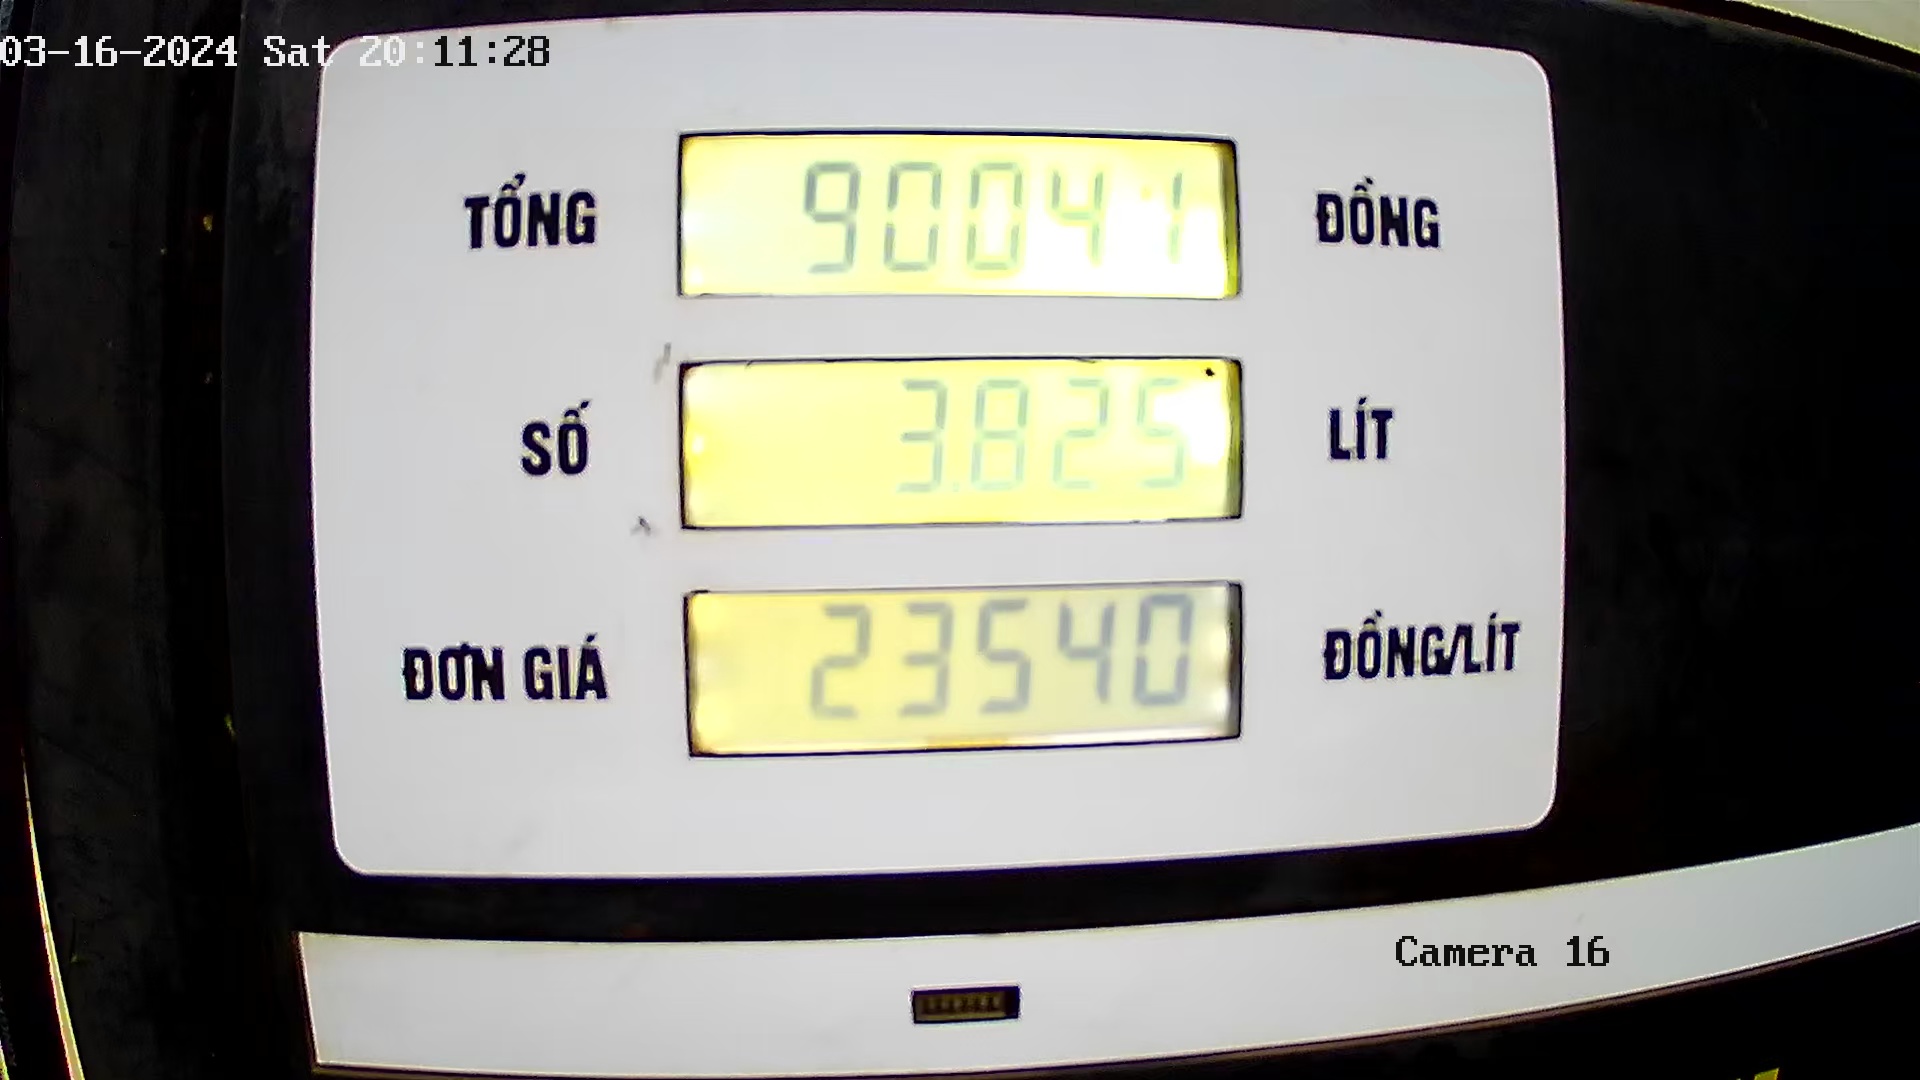 03-16-2024 Sat 20:11:28
TỔNG 90041 ĐỒNG
SỐ 3.825 LÍT
ĐƠN GIÁ 23540 ĐỒNG/LÍT
Camera 16